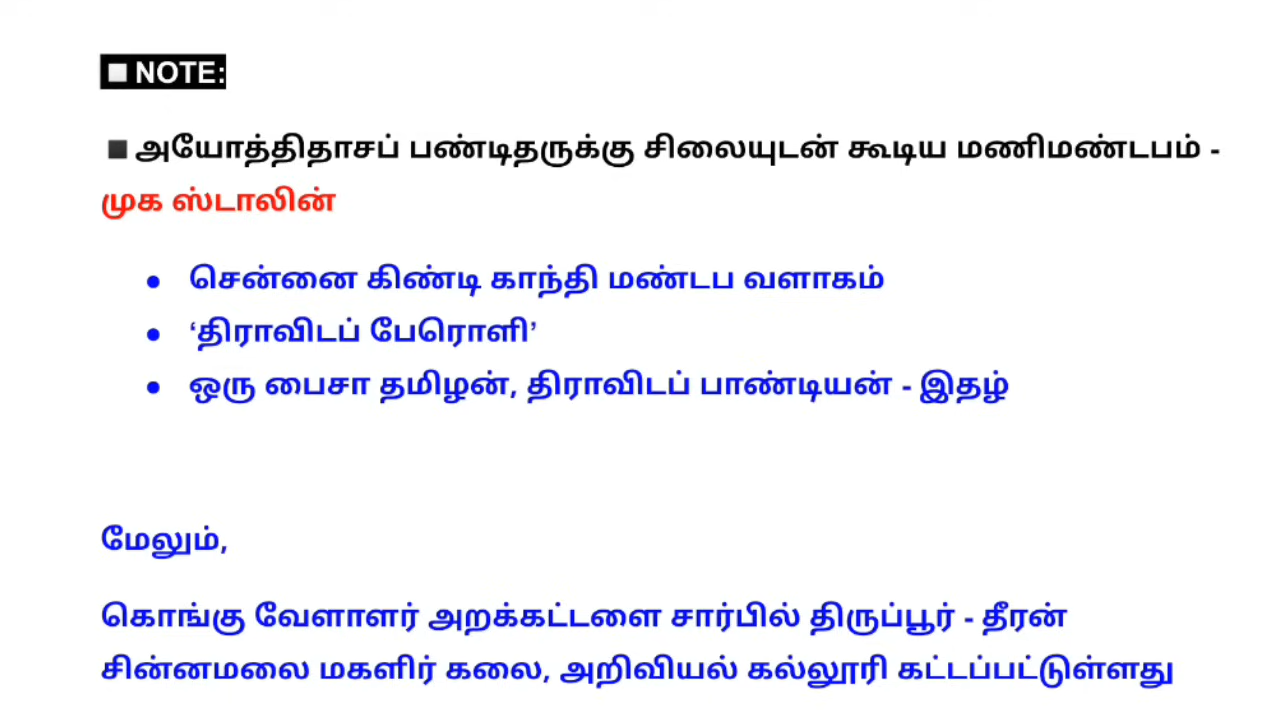 ◽NOTE:
◾அயோத்திதாசப் பண்டிதருக்கு சிலையுடன் கூடிய மணிமண்டபம் -
முக ஸ்டாலின்
● சென்னை கிண்டி காந்தி மண்டப வளாகம்
● ‘திராவிடப் பேரொளி’
● ஒரு பைசா தமிழன், திராவிடப் பாண்டியன் - இதழ்
மேலும்,
கொங்கு வேளாளர் அறக்கட்டளை சார்பில் திருப்பூர் - தீரன்
சின்னமலை மகளிர் கலை, அறிவியல் கல்லூரி கட்டப்பட்டுள்ளது